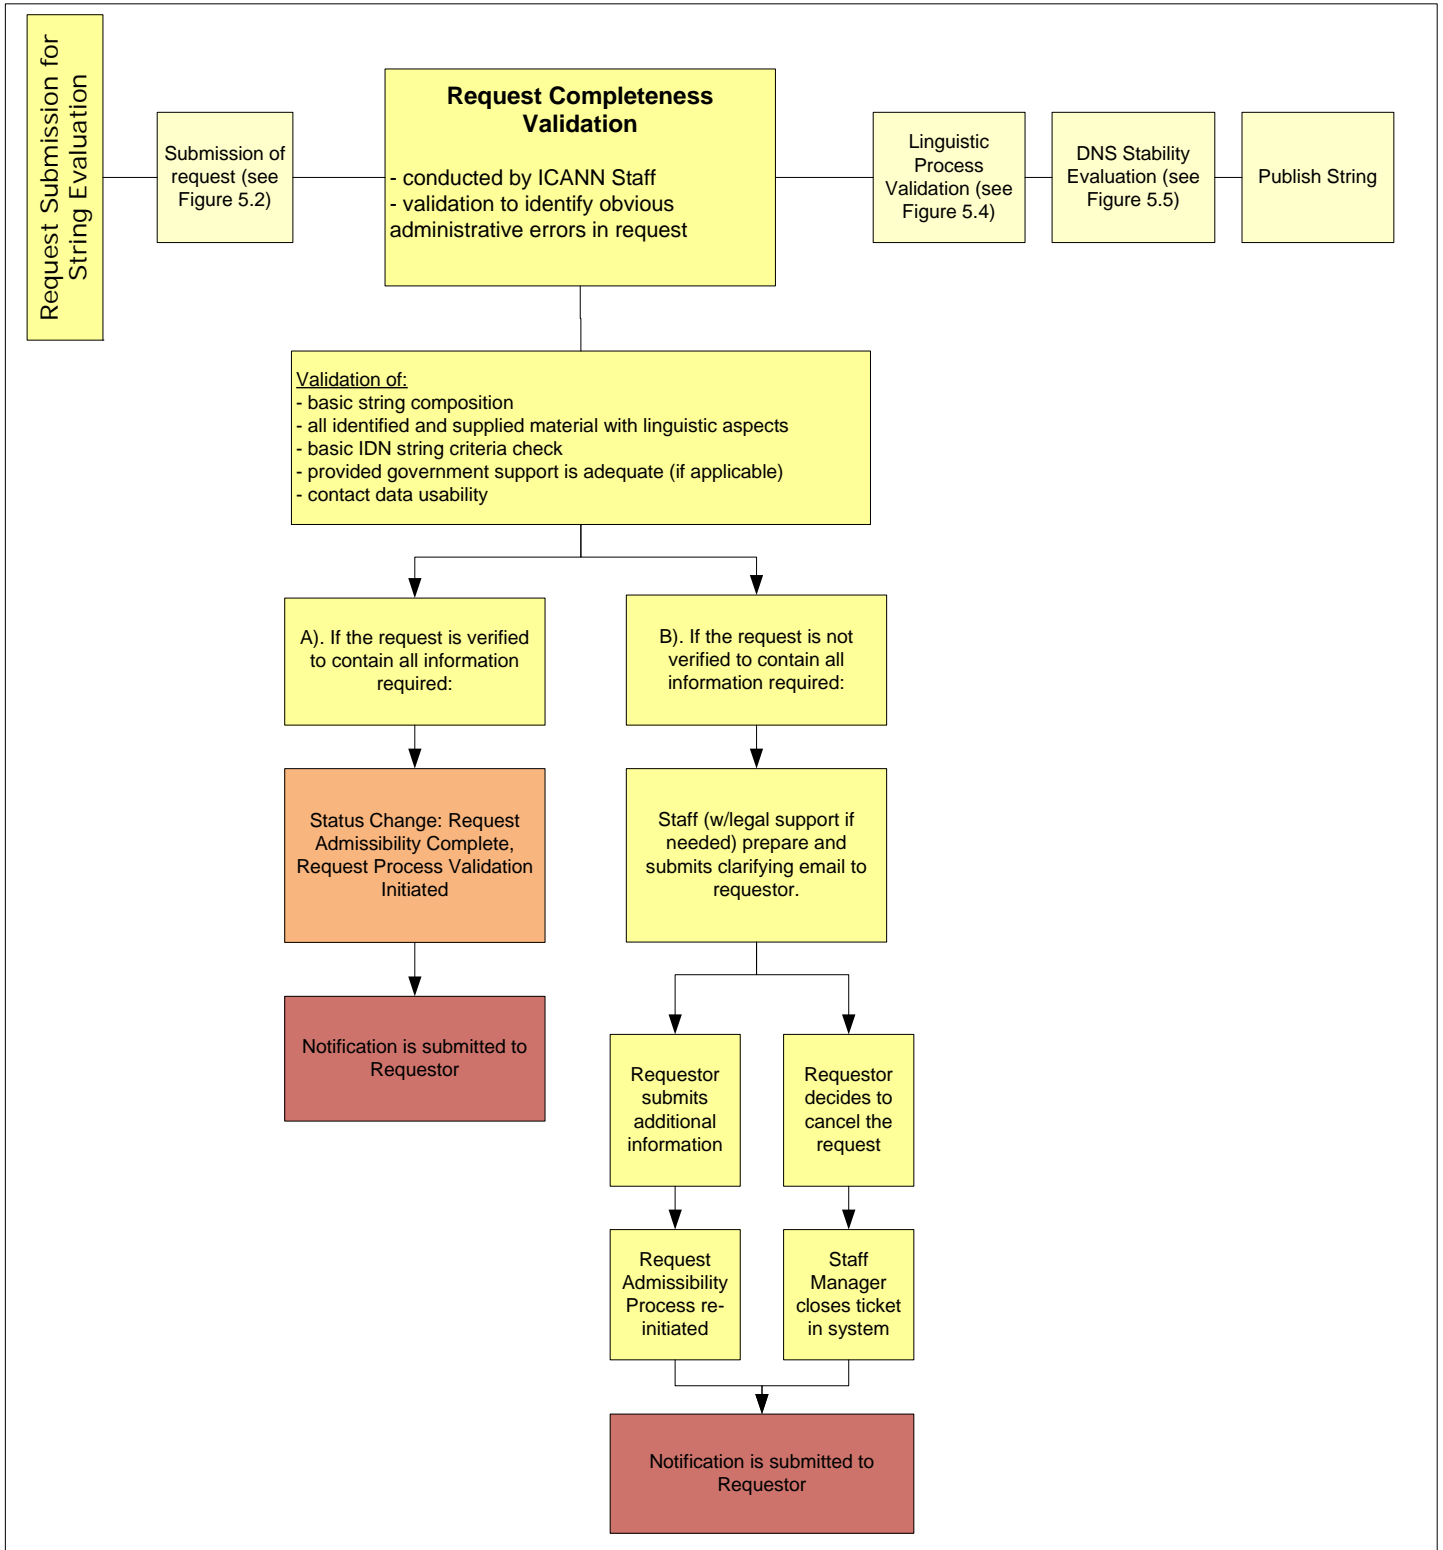 Request Submission for
String Evaluation
Submission of
request (see
Figure 5.2)
Request Completeness
Validation
- conducted by ICANN Staff
- validation to identify obvious
administrative errors in request
Linguistic
Process
Validation (see
Figure 5.4)
DNS Stability
Evaluation (see
Figure 5.5)
Publish String
Validation of:
- basic string composition
- all identified and supplied material with linguistic aspects
- basic IDN string criteria check
- provided government support is adequate (if applicable)
- contact data usability
A). If the request is verified
to contain all information
required:
B). If the request is not
verified to contain all
information required:
Status Change: Request
Admissibility Complete,
Request Process Validation
Initiated
Staff (w/legal support if
needed) prepare and
submits clarifying email to
requestor.
Notification is submitted to
Requestor
Requestor
submits
additional
information
Requestor
decides to
cancel the
request
Request
Admissibility
Process re-
initiated
Staff
Manager
closes ticket
in system
Notification is submitted to
Requestor